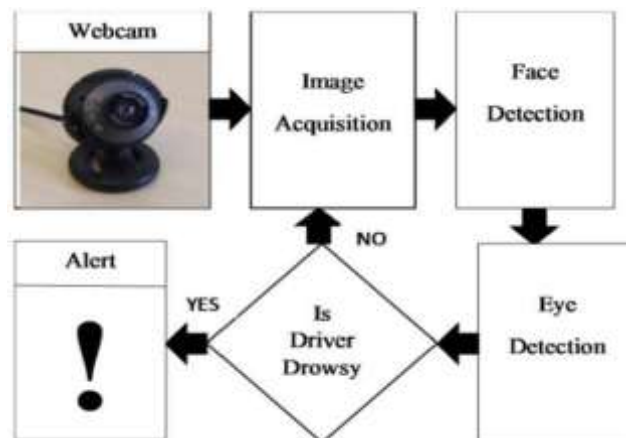 Webcam
Image
Acquisition
Face
Detection
NO
Alert
YES
Is
Driver
Drowsy
Eye
Detection
!